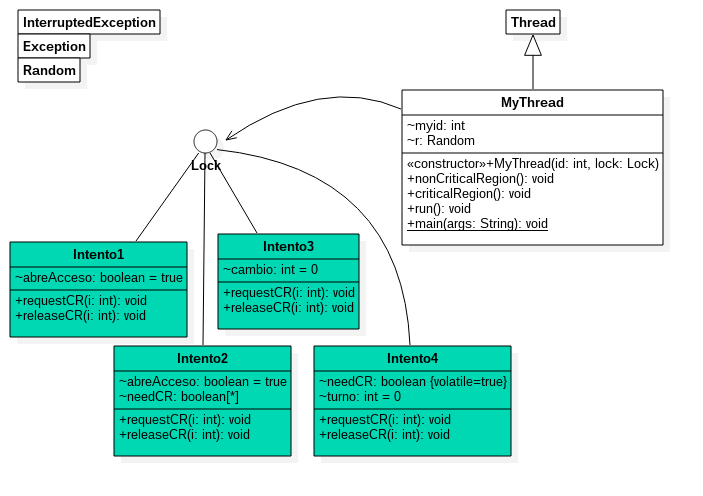 InterruptedException
Exception
Random
Thread
MyThread
~myid: int
~r: Random
«constructor»+MyThread(id: int, lock: Lock)
+nonCriticalRegion(): void
+criticalRegion(): void
+run(): void
+main(args: String): void
Lock
Intento1
~abreAcceso: boolean = true
+requestCR(i: int): void
+releaseCR(i: int): void
Intento3
~cambio: int = 0
+requestCR(i: int): void
+releaseCR(i: int): void
Intento2
~abreAcceso: boolean = true
~needCR: boolean[*]
+requestCR(i: int): void
+releaseCR(i: int): void
Intento4
~needCR: boolean {volatile=true}
~turno: int = 0
+requestCR(i: int): void
+releaseCR(i: int): void